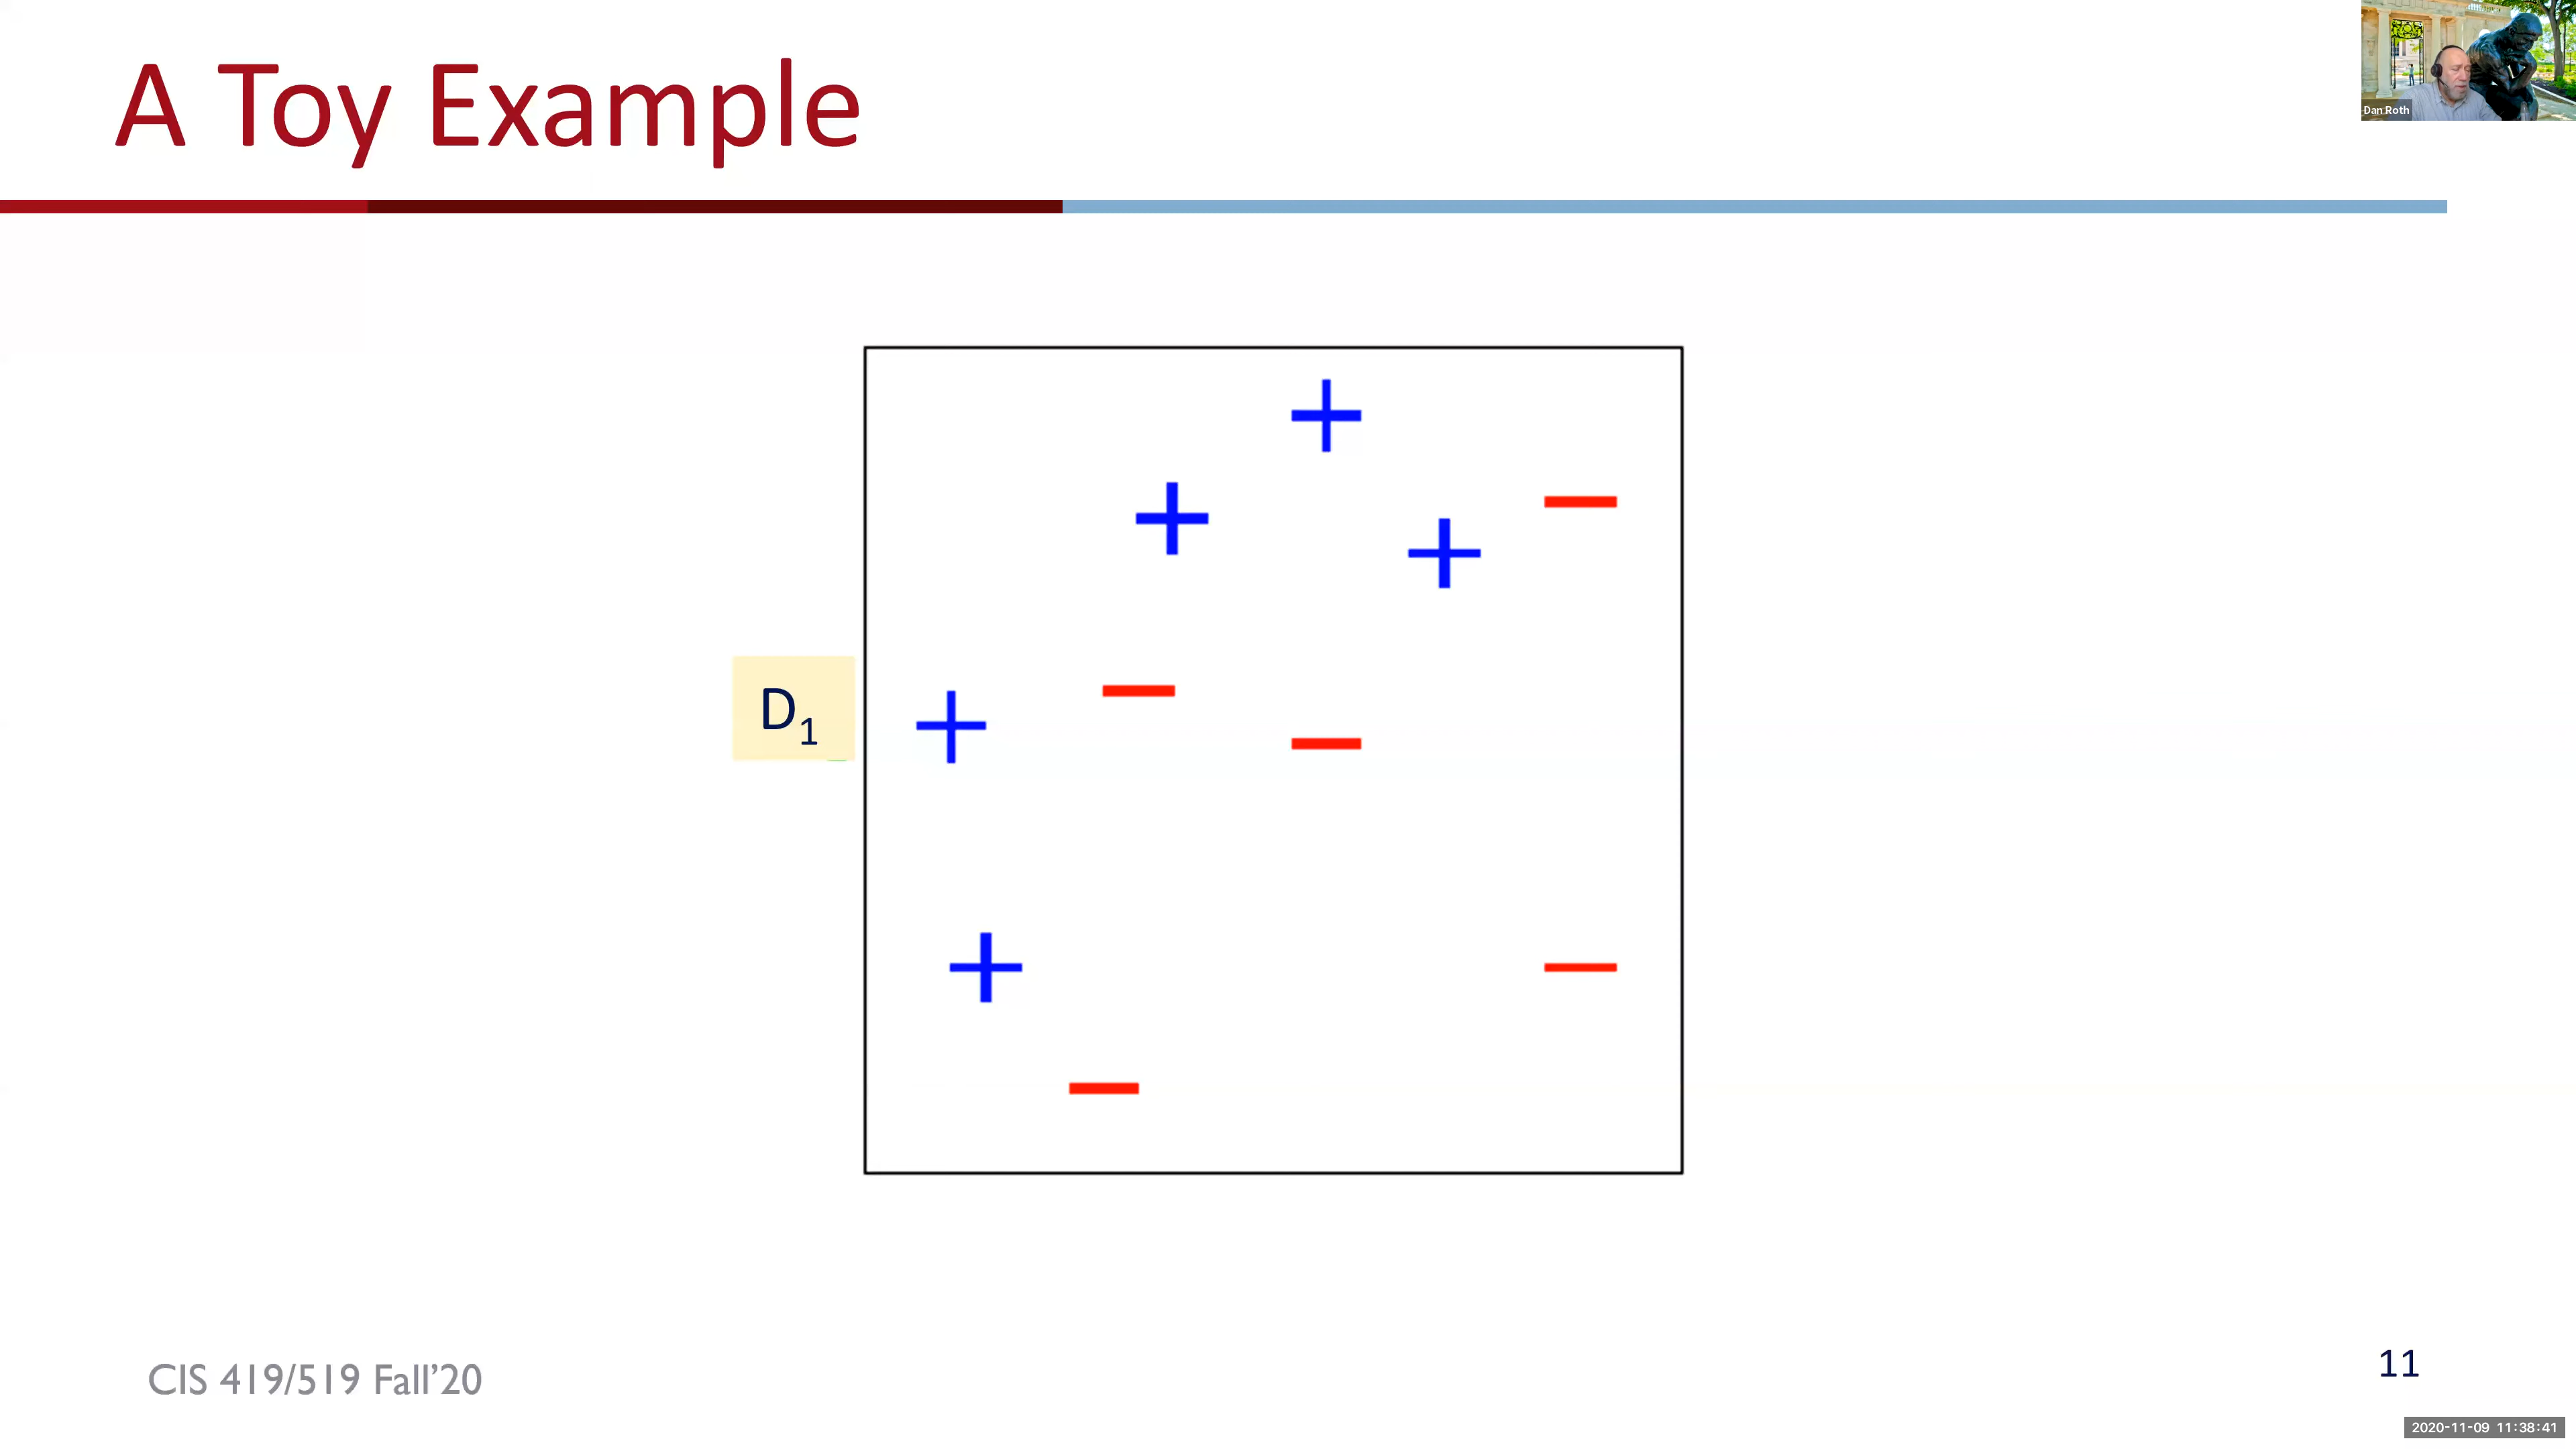 A Toy Example
Dan Roth
D1
CIS 419/519 Fall’20
11
2020-11-09 11:38:41